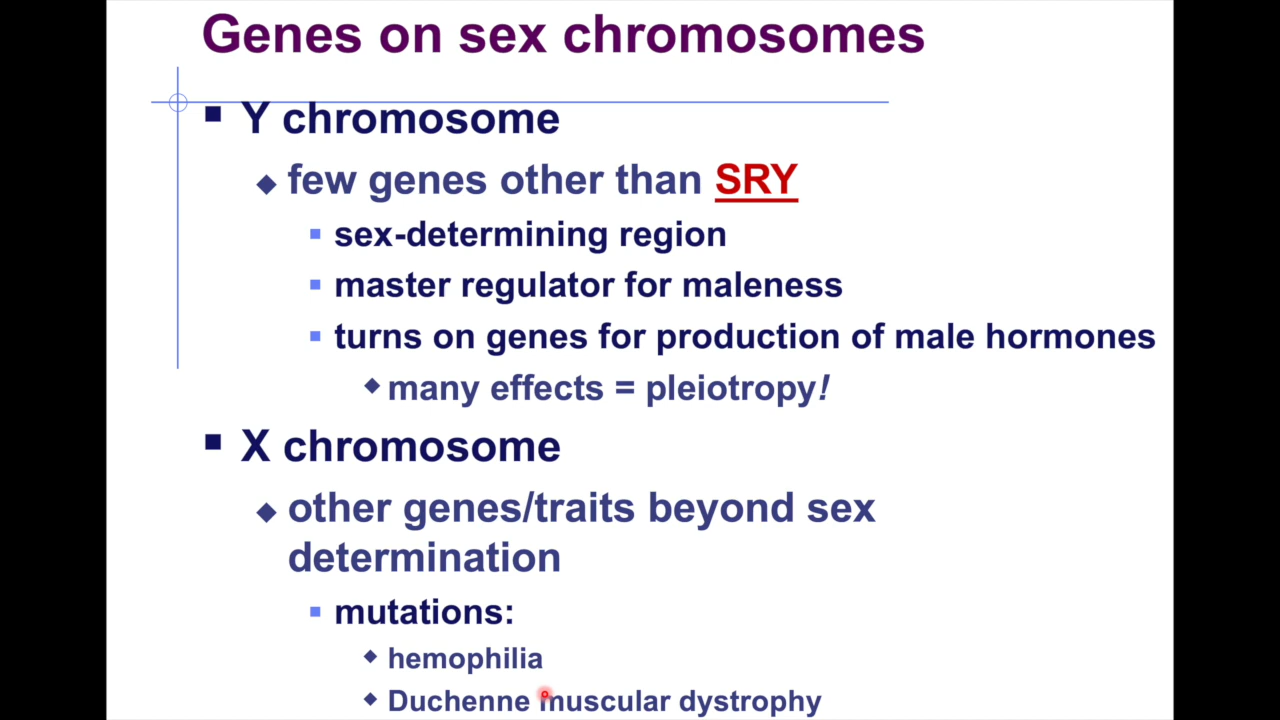 Genes on sex chromosomes
Y chromosome
few genes other than SRY
sex-determining region
master regulator for maleness
turns on genes for production of male hormones
many effects = pleiotropy!
X chromosome
other genes/traits beyond sex
determination
mutations:
hemophilia
Duchenne muscular dystrophy